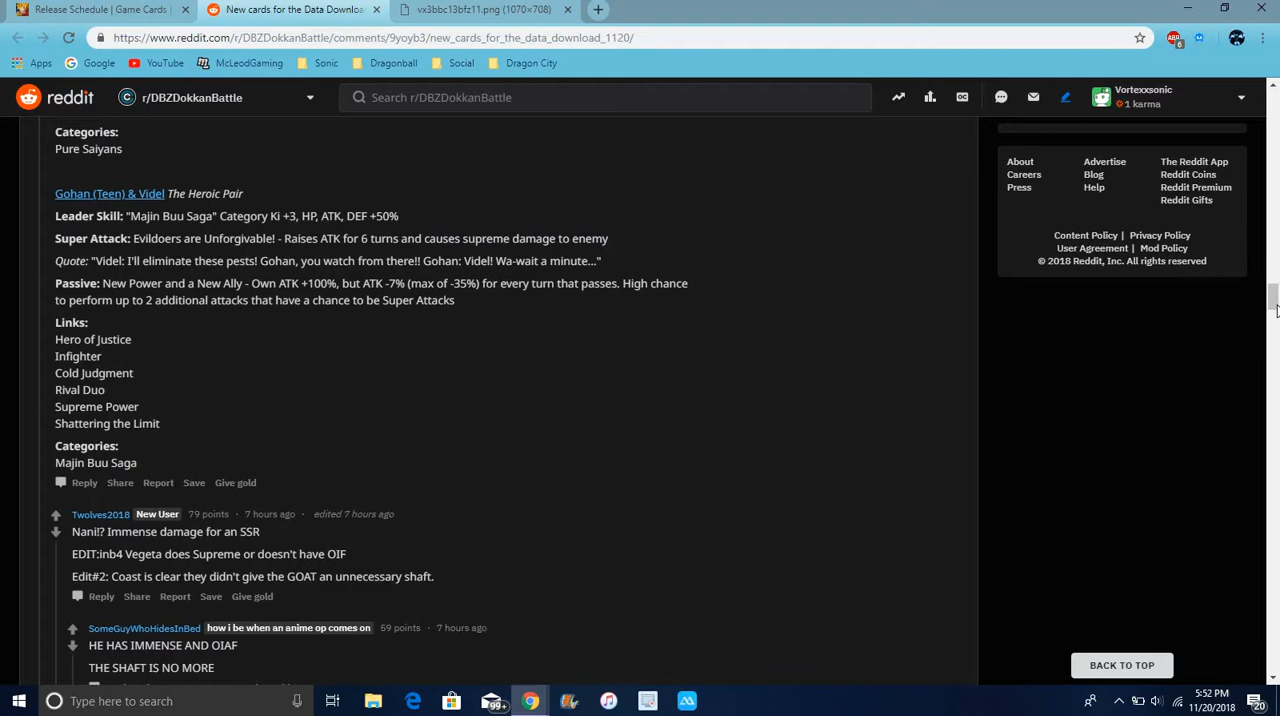 Release Schedule | Game Cards |
New cards for the Data Downloa
vx3bbc13bfz11.png (1070×708)
https://www.reddit.com/r/DBZDokkanBattle/comments/9yoyb3/new_cards_for_the_data_download_1120/
6
Apps Google YouTube McLeodGaming Sonic Dragonball Social Dragon City
reddit r/DBZDokkanBattle Search r/DBZDokkanBattle Vortexxsonic
1 karma
Categories:
Pure Saiyans
Gohan (Teen) & Videl The Heroic Pair
Leader Skill: "Majin Buu Saga" Category Ki +3, HP, ATK, DEF +50%
Super Attack: Evildoers are Unforgivable! - Raises ATK for 6 turns and causes supreme damage to enemy
Quote: "Videl: I'll eliminate these pests! Gohan, you watch from there!! Gohan: Videl! Wa-wait a minute..."
Passive: New Power and a New Ally - Own ATK +100%, but ATK -7% (max of -35%) for every turn that passes. High chance
to perform up to 2 additional attacks that have a chance to be Super Attacks
Links:
Hero of Justice
Infighter
Cold Judgment
Rival Duo
Supreme Power
Shattering the Limit
Categories:
Majin Buu Saga
Reply Share Report Save Give gold
Twolves2018 New User 79 points · 7 hours ago · edited 7 hours ago
Nani!? Immense damage for an SSR
EDIT:inb4 Vegeta does Supreme or doesn't have OIF
Edit#2: Coast is clear they didn't give the GOAT an unnecessary shaft.
Reply Share Report Save Give gold
SomeGuyWhoHidesInBed how i be when an anime op comes on 59 points · 7 hours ago
HE HAS IMMENSE AND OIAF
THE SHAFT IS NO MORE
About Advertise The Reddit App
Careers Blog Reddit Coins
Press Help Reddit Premium
Reddit Gifts
Content Policy | Privacy Policy
User Agreement | Mod Policy
© 2018 Reddit, Inc. All rights reserved
BACK TO TOP
Type here to search
99+
5:52 PM
11/20/2018
20